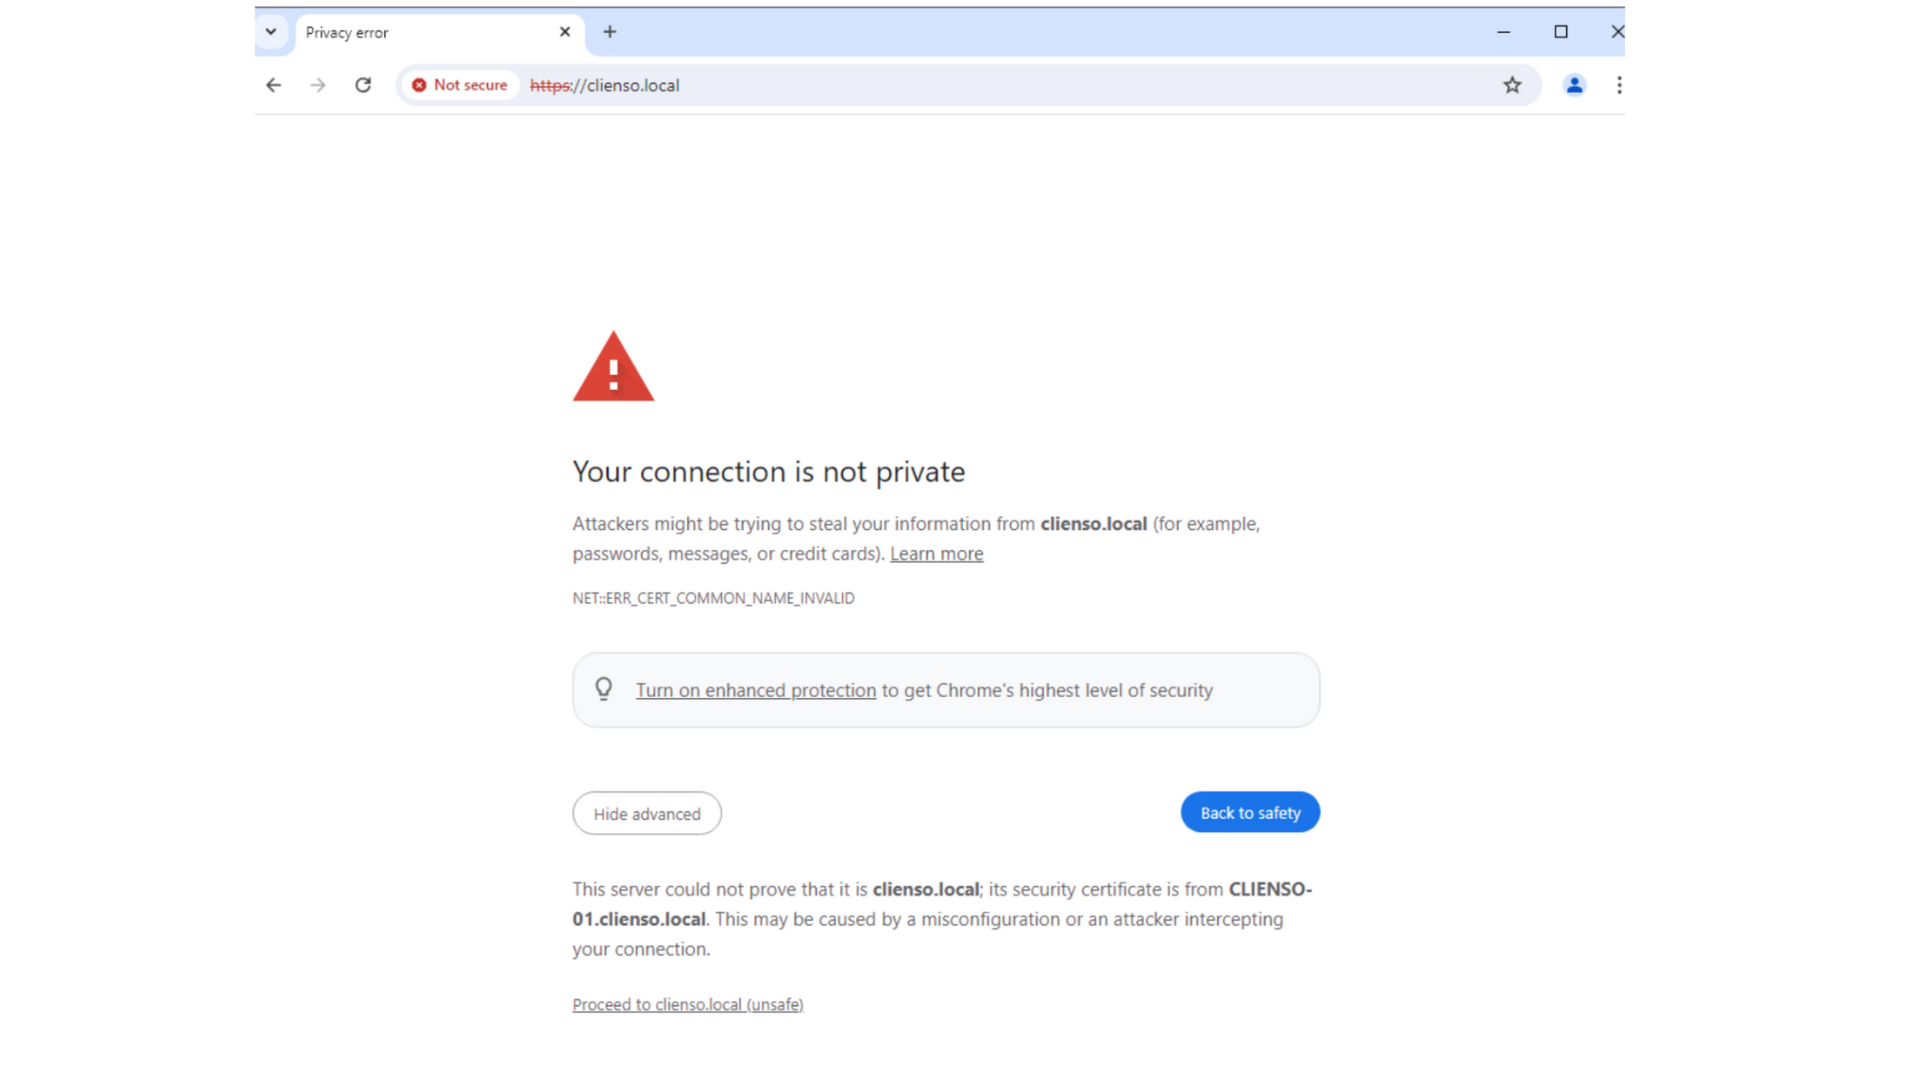 Privacy error
Not secure https://clienso.local
Your connection is not private
Attackers might be trying to steal your information from clienso.local (for example,
passwords, messages, or credit cards). Learn more
NET::ERR_CERT_COMMON_NAME_INVALID
Turn on enhanced protection to get Chrome's highest level of security
Hide advanced
Back to safety
This server could not prove that it is clienso.local; its security certificate is from CLIENSO-
01.clienso.local. This may be caused by a misconfiguration or an attacker intercepting
your connection.
Proceed to clienso.local (unsafe)